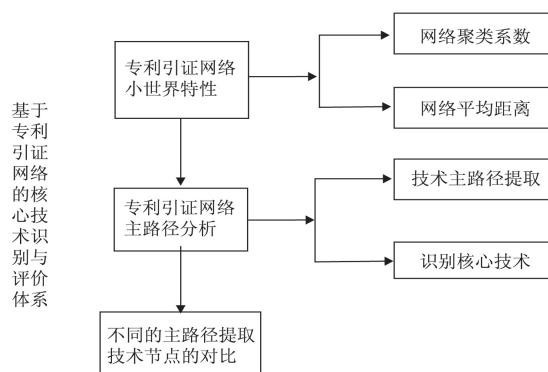 基于
专利
引证
网络
的核
心技
术识
别与
评价
体系
专利引证网络
小世界特性
网络聚类系数
网络平均距离
专利引证网络
主路径分析
技术主路径提取
识别核心技术
不同的主路径提取
技术节点的对比